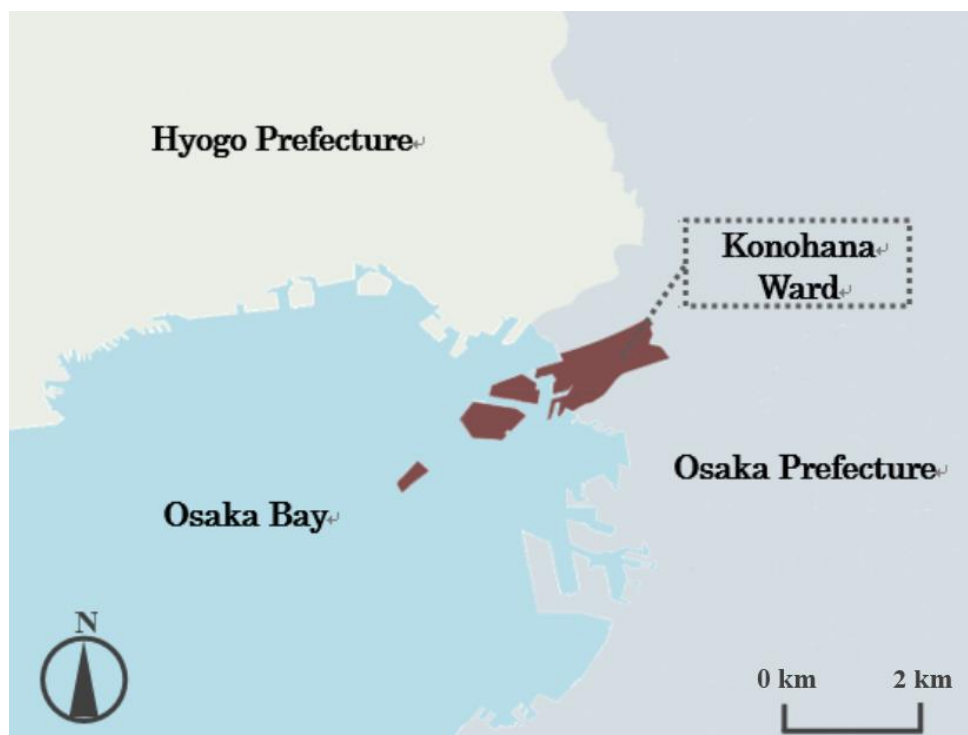 Hyogo Prefecture↵
Konohana↵
Ward↵
Osaka Prefecture↵
Osaka Bay↵
N
0 km 2 km